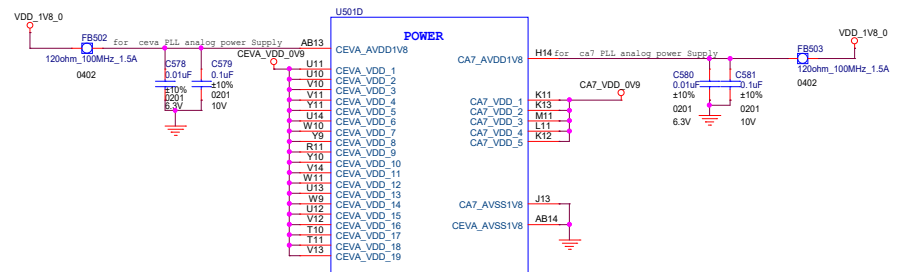 U501D
VDD_1V8_0
POWER
VDD_1V8_0
FB502
for ceva PLL analog power Supply
AB13
CEVA_AVDD1V8
H14
for ca7 PLL analog power Supply
FB503
CA7_AVDD1V8
120ohm_100MHz_1.5A
0402
C578
0.01uF
±10%
0201
6.3V
C579
0.1uF
±10%
0201
10V
CEVA_VDD_0V9
120ohm_100MHz_1.5A
0402
C580
0.01uF
±10%
0201
6.3V
C581
0.1uF
±10%
0201
10V
CA7_VDD_0V9
U11 CEVA_VDD_1
U10 CEVA_VDD_2
V10 CEVA_VDD_3
V11 CEVA_VDD_4
Y11 CEVA_VDD_5
U14 CEVA_VDD_6
W10 CEVA_VDD_7
Y9 CEVA_VDD_8
R11 CEVA_VDD_9
Y10 CEVA_VDD_10
V14 CEVA_VDD_11
W11 CEVA_VDD_12
U13 CEVA_VDD_13
W9 CEVA_VDD_14
U12 CEVA_VDD_15
V12 CEVA_VDD_16
T10 CEVA_VDD_17
T11 CEVA_VDD_18
V13 CEVA_VDD_19
CA7_VDD_1 K11
CA7_VDD_2 K13
CA7_VDD_3 M11
CA7_VDD_4 L11
CA7_VDD_5 K12
CA7_AVSS1V8 J13
CEVA_AVSS1V8 AB14